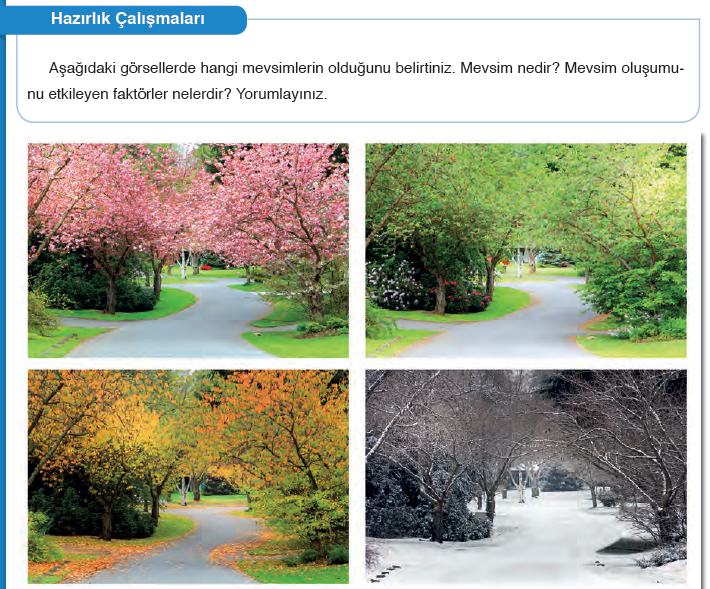 Hazırlık Çalışmaları
Aşağıdaki görsellerde hangi mevsimlerin olduğunu belirtiniz. Mevsim nedir? Mevsim oluşumu-
nu etkileyen faktörler nelerdir? Yorumlayınız.